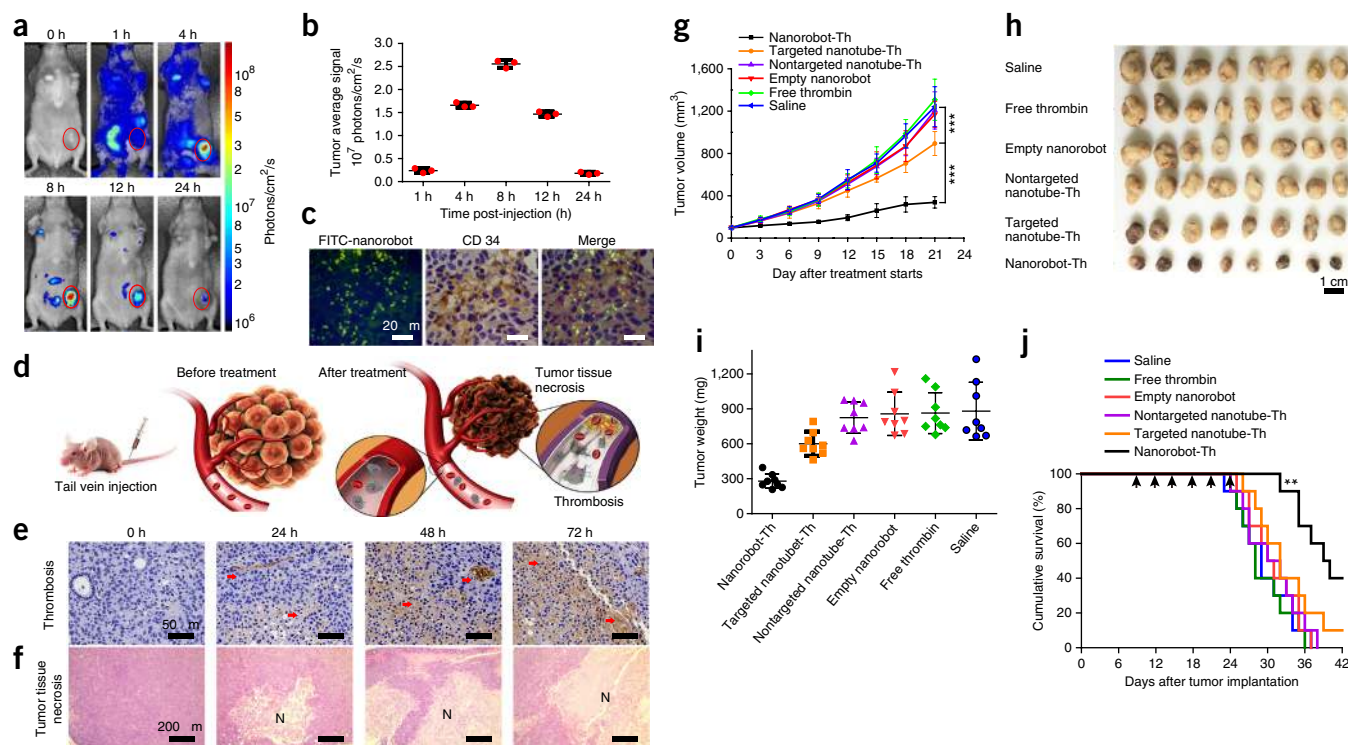 a
0 h
1 h
4 h
8 h
12 h
24 h
10^8
5
3
2
10^7
5
3
2
10^6
Photons/cm²/s
b
Tumor average signal
10^7 photons/cm²/s
3.0
2.5
2.0
1.5
1.0
0.5
0
1 h
4 h
8 h
12 h
24 h
Time post-injection (h)
c
FITC-nanorobot
CD 34
Merge
20 m
d
Before treatment
After treatment
Tumor tissue
necrosis
Tail vein injection
Thrombosis
e
0 h
24 h
48 h
72 h
Thrombosis
50 m
f
Tumor tissue
necrosis
200 m
N
N
N
g
Nanorobot-Th
Targeted nanotube-Th
Nontargeted nanotube-Th
Empty nanorobot
Free thrombin
Saline
Tumor volume (mm³)
1,600
1,200
800
400
0
0 3 6 9 12 15 18 21 24
Day after treatment starts
***
***
h
Saline
Free thrombin
Empty nanorobot
Nontargeted
nanotube-Th
Targeted
nanotube-Th
Nanorobot-Th
1 cm
i
Tumor weight (mg)
1,200
900
600
300
0
Nanorobot-Th
Targeted nanotubet-Th
Nontargeted nanotube-Th
Empty nanorobot
Free thrombin
Saline
j
Saline
Free thrombin
Empty nanorobot
Nontargeted nanotube-Th
Targeted nanotube-Th
Nanorobot-Th
Cumulative survival (%)
100
80
60
40
20
0
**
0 6 12 18 24 30 36 42
Days after tumor implantation